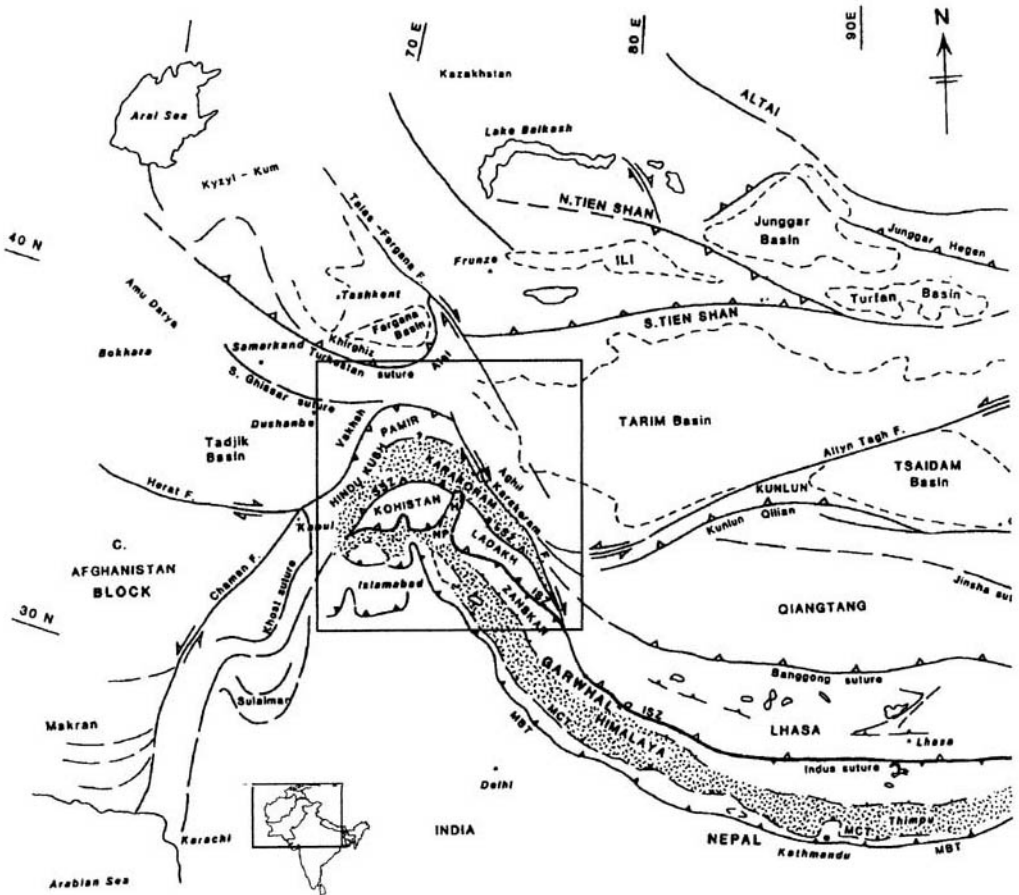 70 E
80 E
90E
N
Kazakhstan
ALTAI
Aral Sea
Lake Balkash
Kyzyl - Kum
Talas - Fargana F.
N. TIEN SHAN
Junggar
Basin
Junggar Hegen
40 N
Frunze
ILI
Amu Darya
Tashkent
Fargana
Basin
Turfan Basin
S. TIEN SHAN
Bokhara
Samarkand
Khirghiz
Turkestan suture
Alai
S. Ghissar suture
Dushanbe
Vakhsh
PAMIR
TARIM Basin
Altyn Tagh F.
Tadjik
Basin
?
HINDU KUSH
KARAKORAM
Aghil
Karakoram F.
TSAIDAM
Basin
Herat F.
SSZ
KOHISTAN
KUNLUN
Kunlun Qilian
Kabul
H
NP
SSZ
LADAKH
C.
AFGHANISTAN
BLOCK
Chaman F.
Khost suture
Islamabad
ZANSKAR
ISZ
Jinsha sut
QIANGTANG
30 N
Banggong suture
Sulaiman
GARWHAL
HIMALAYA
ISZ
LHASA
Lhasa
Makran
MBT
MCT
Indus suture
Delhi
Thimpu
Karachi
INDIA
NEPAL
MCT
MBT
Kathmandu
Arabian Sea